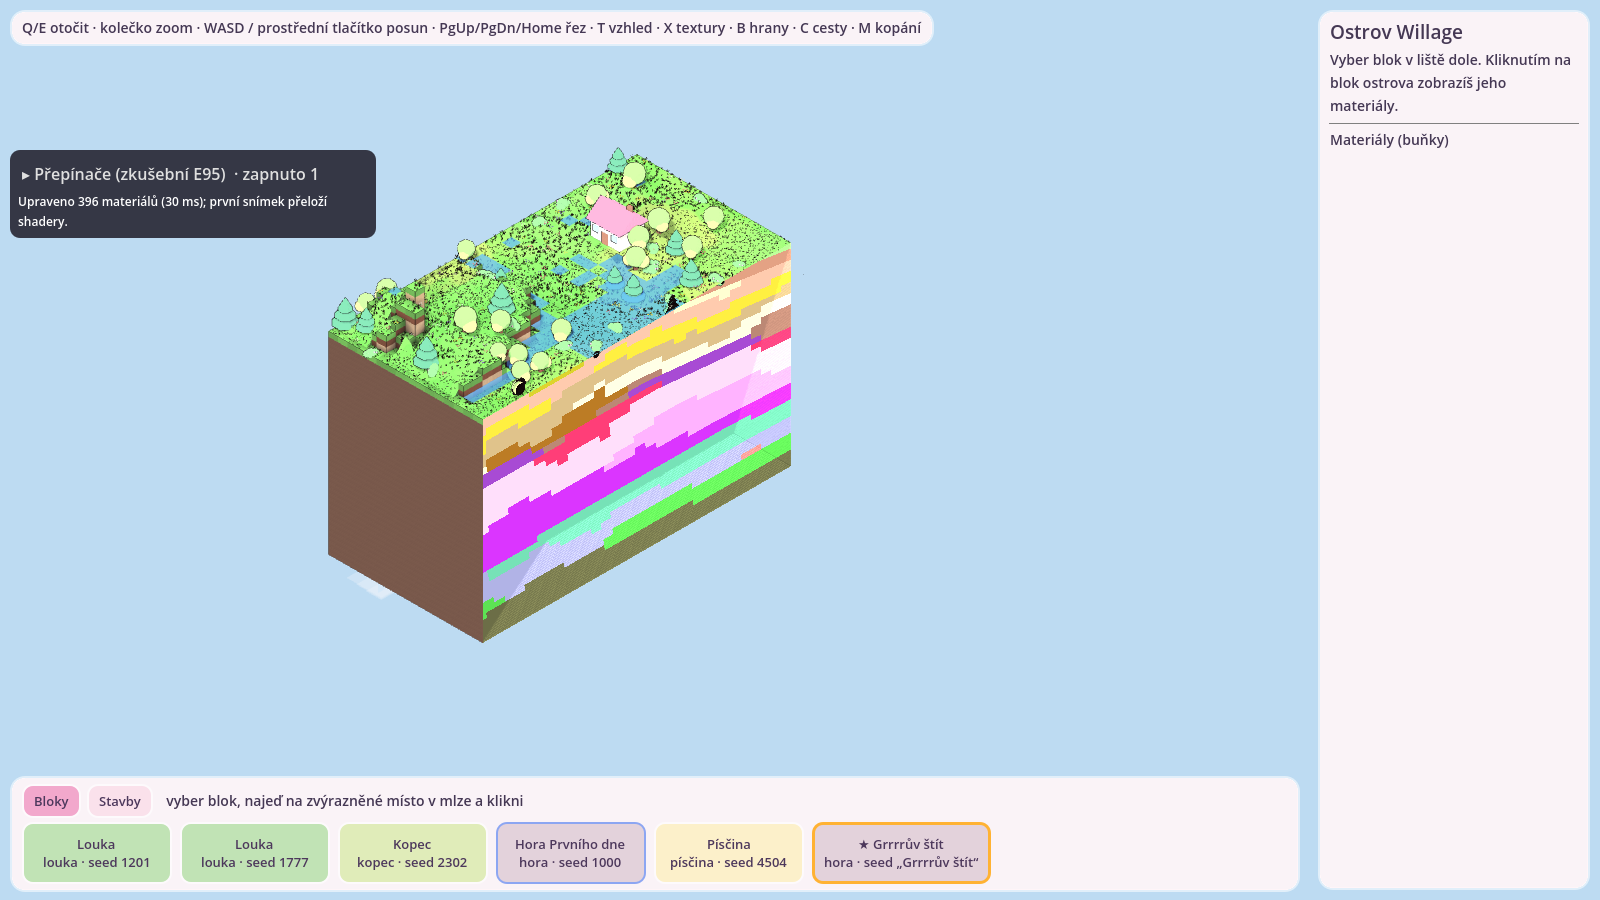 Q/E otočit · kolečko zoom · WASD / prostřední tlačítko posun · PgUp/PgDn/Home řez · T vzhled · X textury · B hrany · C cesty · M kopání
Ostrov Willage
Vyber blok v liště dole. Kliknutím na
blok ostrova zobrazíš jeho
materiály.
Materiály (buňky)
▸ Přepínače (zkušební E95) · zapnuto 1
Upraveno 396 materiálů (30 ms); první snímek přeloží
shadery.
Bloky
Stavby
vyber blok, najeď na zvýrazněné místo v mlze a klikni
Louka
louka · seed 1201
Louka
louka · seed 1777
Kopec
kopec · seed 2302
Hora Prvního dne
hora · seed 1000
Písčina
písčina · seed 4504
★ Grrrrův štít
hora · seed „Grrrrův štít“